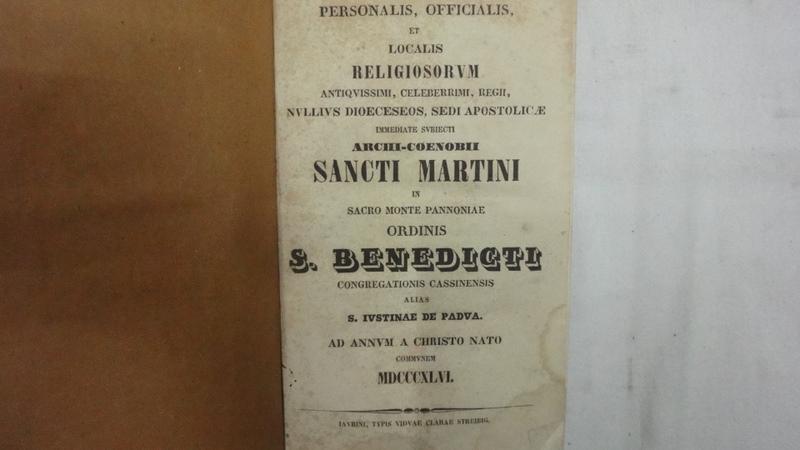 PERSONALIS, OFFICIALIS,
ET
LOCALIS
RELIGIOSORVM
ANTIQVISSIMI, CELEBERRIMI, REGII,
NVLLIVS DIOECESEOS, SEDI APOSTOLICÆ
IMMEDIATE SVBIECTI
ARCHI-COENOBII
SANCTI MARTINI
IN
SACRO MONTE PANNONIAE
ORDINIS
S. BENEDICTI
CONGREGATIONIS CASSINENSIS
ALIAS
S. IVSTINAE DE PADVA.
AD ANNVM A CHRISTO NATO
COMMVNEM
MDCCCXLVI.
IAVRINI, TYPIS VIDVAE CLARAE STREIBIG.